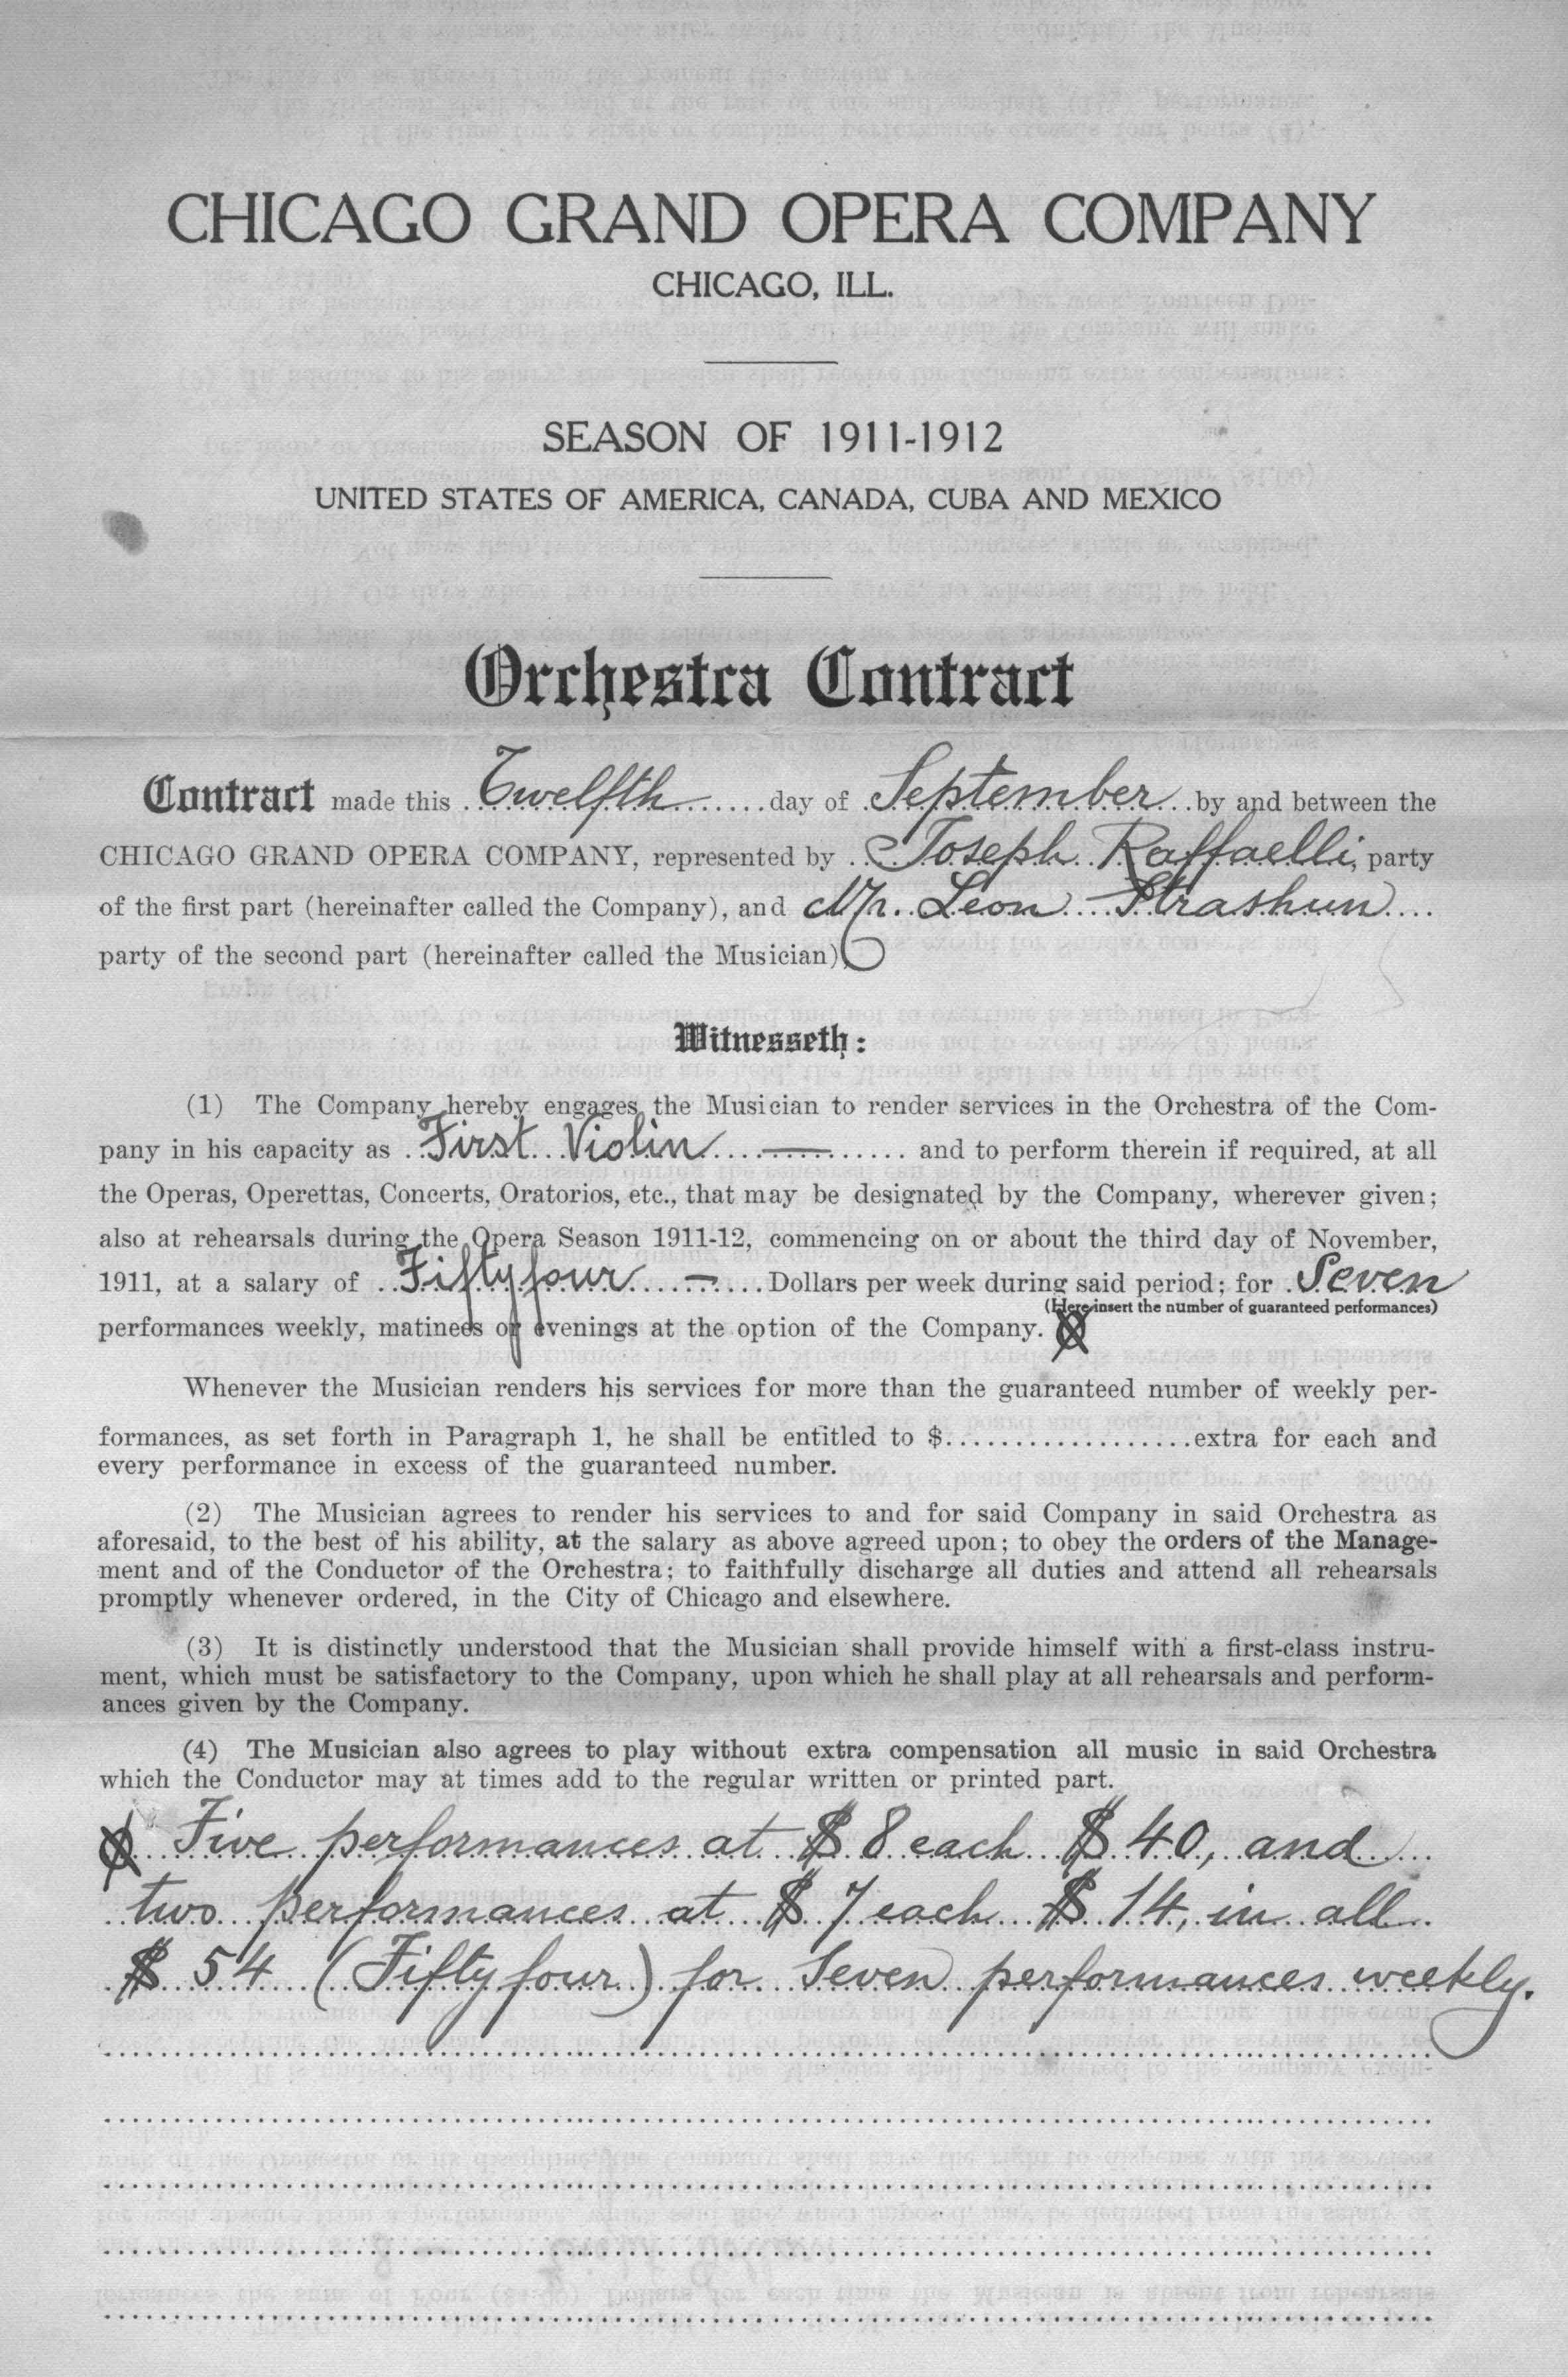 CHICAGO GRAND OPERA COMPANY
CHICAGO, ILL.
SEASON OF 1911-1912
UNITED STATES OF AMERICA, CANADA, CUBA AND MEXICO
Orchestra Contract
Contract made this Twelfth day of September by and between the
CHICAGO GRAND OPERA COMPANY, represented by Joseph Raffaelli, party
of the first part (hereinafter called the Company), and Mr. Leon Strashun
party of the second part (hereinafter called the Musician),
Witnesseth:
(1) The Company hereby engages the Musician to render services in the Orchestra of the Com-
pany in his capacity as First Violin — and to perform therein if required, at all
the Operas, Operettas, Concerts, Oratorios, etc., that may be designated by the Company, wherever given;
also at rehearsals during the Opera Season 1911-12, commencing on or about the third day of November,
1911, at a salary of Fiftyfour — Dollars per week during said period; for Seven
(Here insert the number of guaranteed performances)
performances weekly, matinees or evenings at the option of the Company.
Whenever the Musician renders his services for more than the guaranteed number of weekly per-
formances, as set forth in Paragraph 1, he shall be entitled to $..................extra for each and
every performance in excess of the guaranteed number.
(2) The Musician agrees to render his services to and for said Company in said Orchestra as
aforesaid, to the best of his ability, at the salary as above agreed upon; to obey the orders of the Manage-
ment and of the Conductor of the Orchestra; to faithfully discharge all duties and attend all rehearsals
promptly whenever ordered, in the City of Chicago and elsewhere.
(3) It is distinctly understood that the Musician shall provide himself with a first-class instru-
ment, which must be satisfactory to the Company, upon which he shall play at all rehearsals and perform-
ances given by the Company.
(4) The Musician also agrees to play without extra compensation all music in said Orchestra
which the Conductor may at times add to the regular written or printed part.
Five performances at $ 8 each $ 40, and
two performances at $ 7 each $ 14, in all
$ 54 (Fiftyfour) for Seven performances weekly.